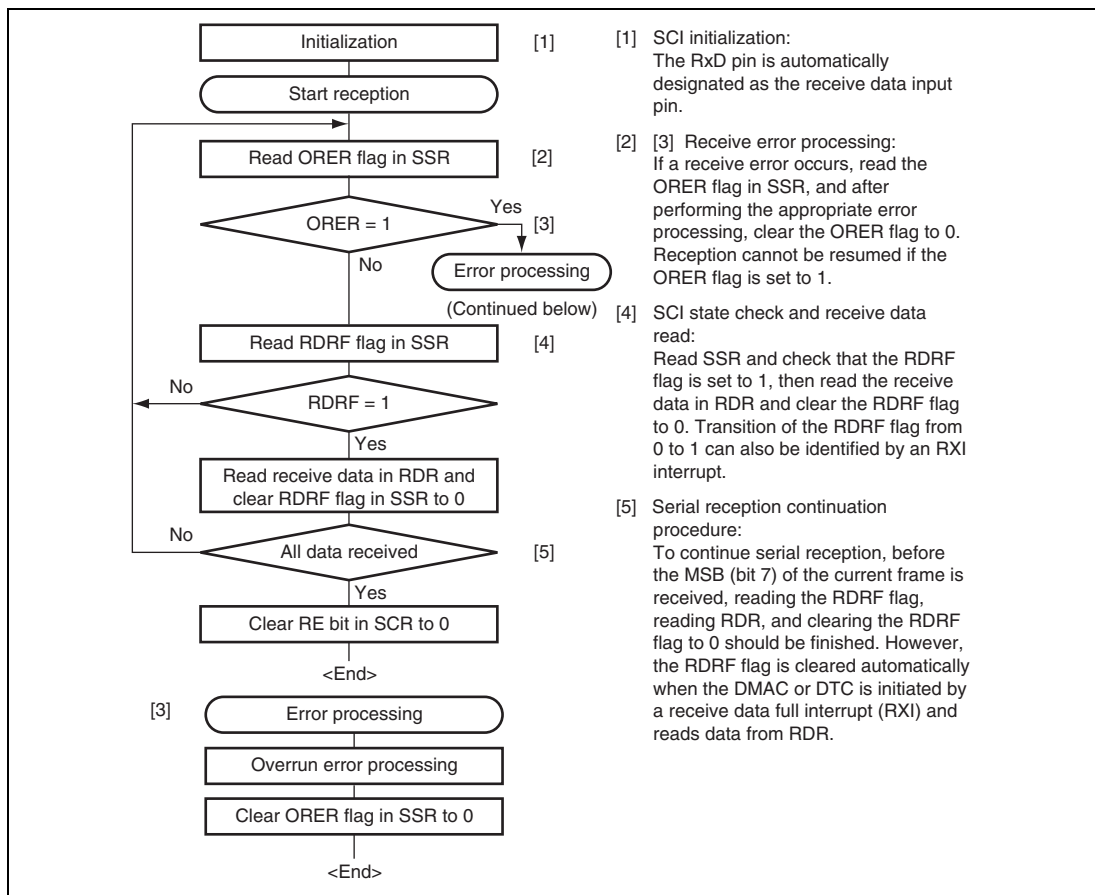 Initialization
[1]
Start reception
Read ORER flag in SSR
[2]
ORER = 1
Yes
[3]
No
Error processing
(Continued below)
Read RDRF flag in SSR
[4]
No
RDRF = 1
Yes
Read receive data in RDR and
clear RDRF flag in SSR to 0
No
All data received
[5]
Yes
Clear RE bit in SCR to 0
<End>
[3]
Error processing
Overrun error processing
Clear ORER flag in SSR to 0
<End>
[1] SCI initialization:
The RxD pin is automatically
designated as the receive data input
pin.
[2] [3] Receive error processing:
If a receive error occurs, read the
ORER flag in SSR, and after
performing the appropriate error
processing, clear the ORER flag to 0.
Reception cannot be resumed if the
ORER flag is set to 1.
[4] SCI state check and receive data
read:
Read SSR and check that the RDRF
flag is set to 1, then read the receive
data in RDR and clear the RDRF flag
to 0. Transition of the RDRF flag from
0 to 1 can also be identified by an RXI
interrupt.
[5] Serial reception continuation
procedure:
To continue serial reception, before
the MSB (bit 7) of the current frame is
received, reading the RDRF flag,
reading RDR, and clearing the RDRF
flag to 0 should be finished. However,
the RDRF flag is cleared automatically
when the DMAC or DTC is initiated by
a receive data full interrupt (RXI) and
reads data from RDR.